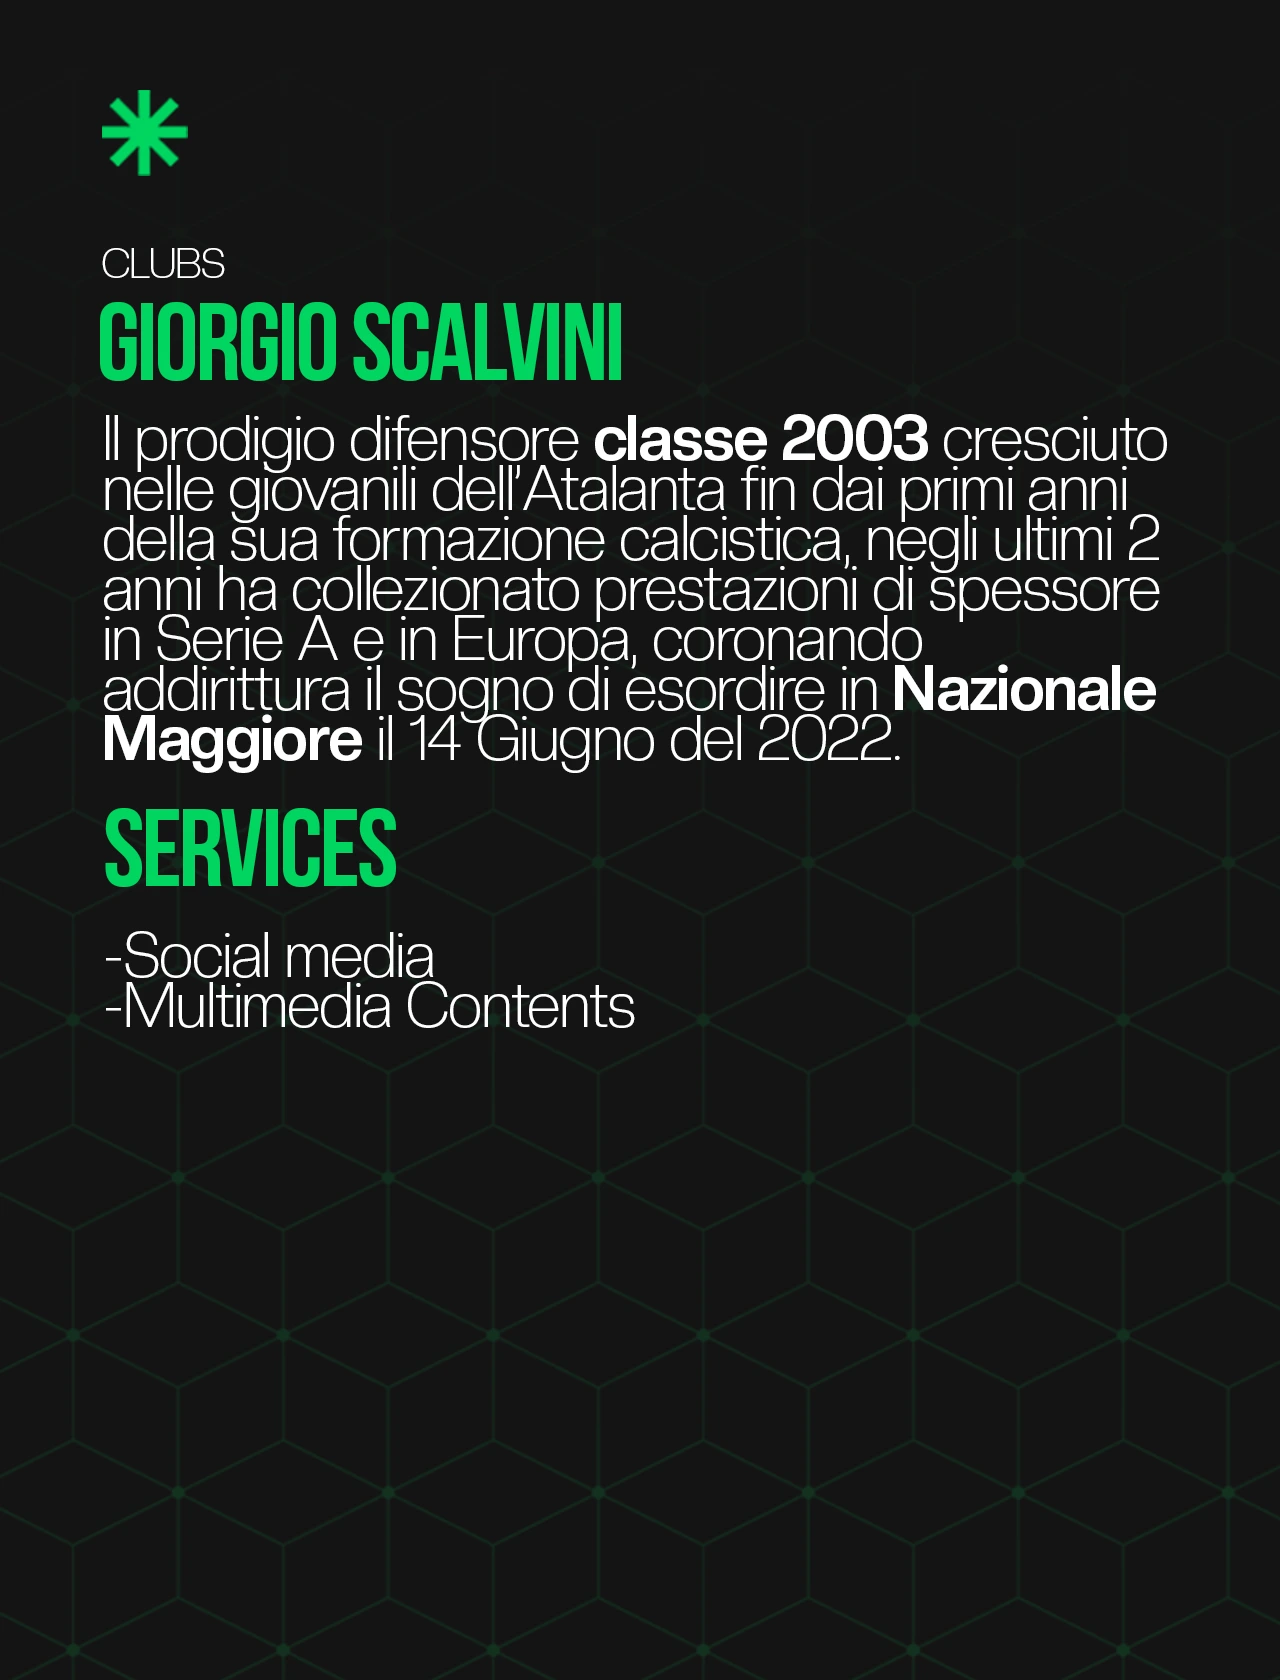 CLUBS
GIORGIO SCALVINI
Il prodigio difensore classe 2003 cresciuto
nelle giovanili dell'Atalanta fin dai primi anni
della sua formazione calcistica, negli ultimi 2
anni ha collezionato prestazioni di spessore
in Serie A e in Europa, coronando
addirittura il sogno di esordire in Nazionale
Maggiore il 14 Giugno del 2022.
SERVICES
-Social media
-Multimedia Contents